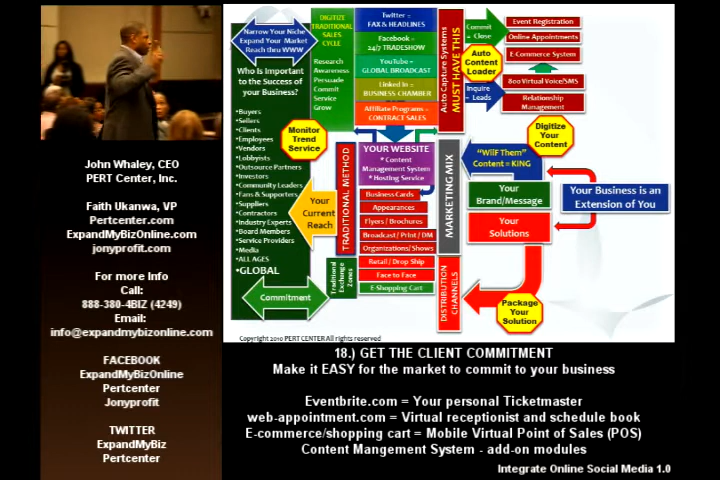 John Whaley, CEO
PERT Center, Inc.
Faith Ukanwa, VP
Pertcenter.com
ExpandMyBizOnline.com
jonyprofit.com
For more Info
Call:
888-380-4BIZ (4249)
Email:
info@expandmybizonline.com
FACEBOOK
ExpandMyBizOnline
Pertcenter
Jonyprofit
TWITTER
ExpandMyBiz
Pertcenter
Narrow Your Niche
Expand Your Market
Reach thru WWW
Who Is Important
to the Success of
your Business?
•Buyers
•Sellers
•Clients
•Employees
•Vendors
•Lobbyists
•Outsource Partners
•Investors
•Community Leaders
•Fans & Supporters
•Suppliers
•Contractors
•Industry Experts
•Board Members
•Service Providers
•Media
•ALL AGES
•GLOBAL
Commitment
DIGITIZE
TRADITIONAL
SALES
CYCLE
Research
Awareness
Persuade
Commit
Service
Grow
Monitor
Trend
Service
Your
Current
Reach
Traditional
Exchange
Zones
TRADITIONAL METHOD
Twitter =
FAX & HEADLINES
Facebook =
24/7 TRADESHOW
YouTube =
GLOBAL BROADCAST
Linked In =
BUSINESS CHAMBER
Affiliate Programs =
CONTRACT SALES
YOUR WEBSITE
* Content
Management System
* Hosting Service
Business Cards
Appearances
Flyers / Brochures
Broadcast / Print / DM
Organizations/Shows
Retail / Drop Ship
Face to Face
E-Shopping Cart
Auto Capture Systems
MUST HAVE THIS
MARKETING MIX
DISTRIBUTION
CHANNELS
Commit
= Close
Auto
Content
Loader
Inquire
= Leads
Event Registration
Online Appointments
E-Commerce System
800 Virtual Voice/SMS
Relationship
Management
Digitize
Your
Content
"WiiF Them"
Content = KING
Your
Brand/Message
Your
Solutions
Your Business is an
Extension of You
Package
Your
Solution
Copyright 2010 PERT CENTER All rights reserved
18.) GET THE CLIENT COMMITMENT
Make it EASY for the market to commit to your business
Eventbrite.com = Your personal Ticketmaster
web-appointment.com = Virtual receptionist and schedule book
E-commerce/shopping cart = Mobile Virtual Point of Sales (POS)
Content Mangement System - add-on modules
Integrate Online Social Media 1.0